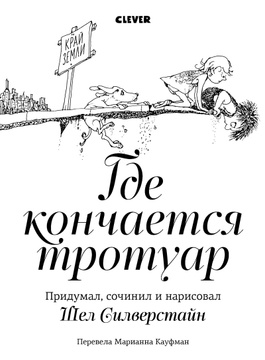 CLEVER
КРАЙ
ЗЕМЛИ
Где
кончается
тротуар
Придумал, сочинил и нарисовал
Шел Силверстайн
Перевела Марианна Кауфман